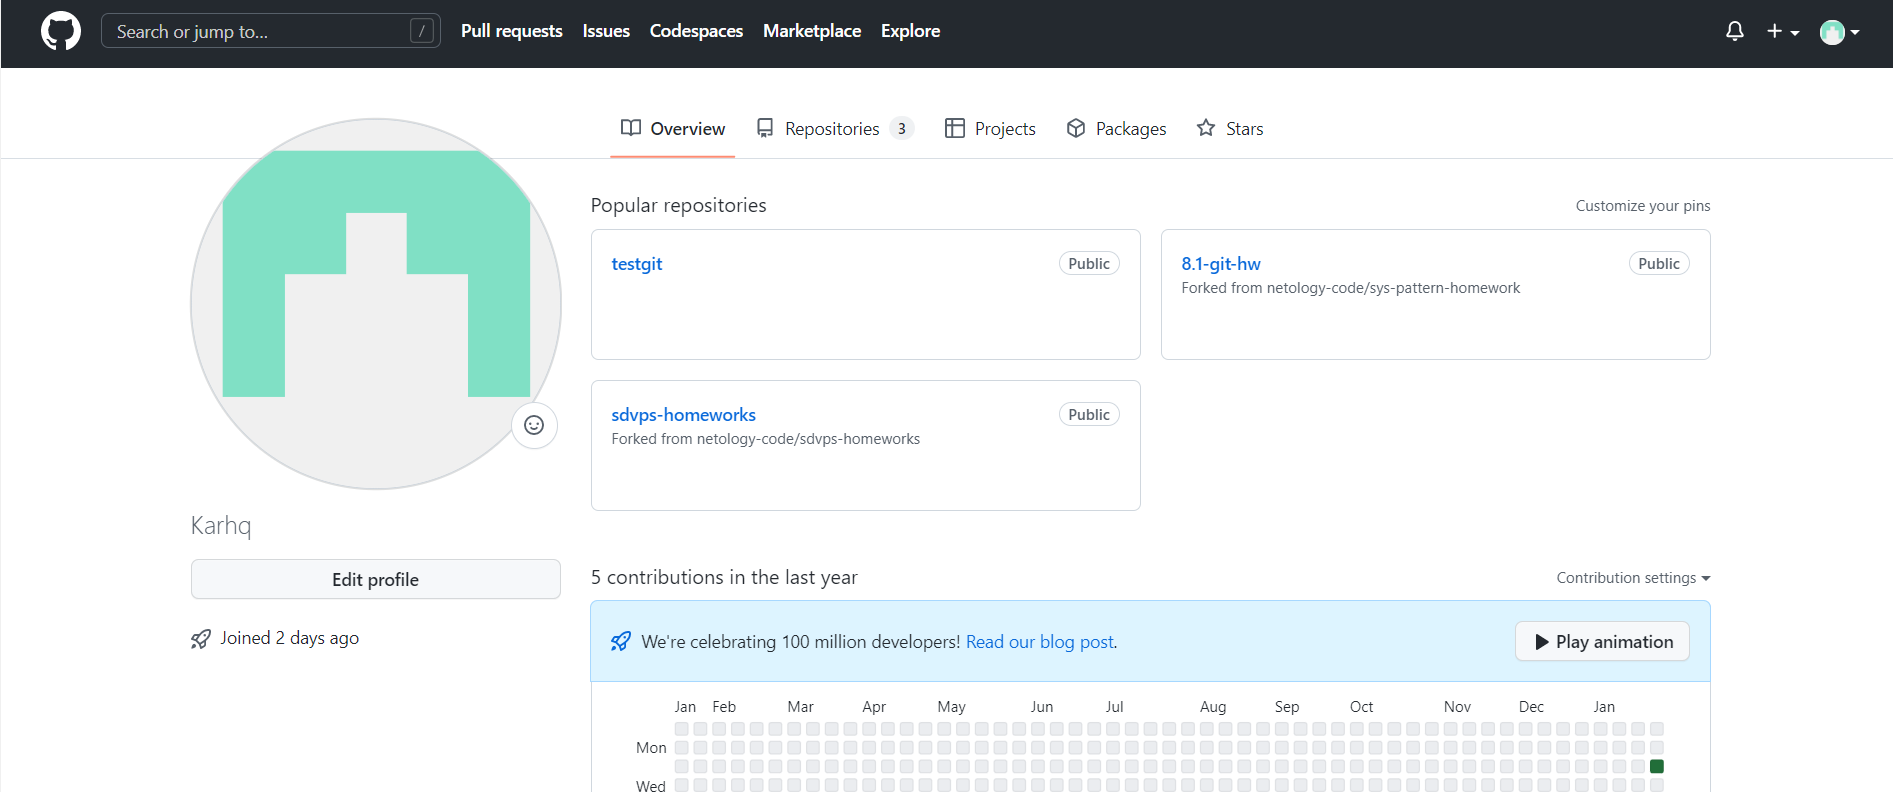 Search or jump to... / Pull requests Issues Codespaces Marketplace Explore
Overview Repositories 3 Projects Packages Stars
Popular repositories Customize your pins
testgit Public
8.1-git-hw Public
Forked from netology-code/sys-pattern-homework
sdvps-homeworks Public
Forked from netology-code/sdvps-homeworks
Karhq
Edit profile
Joined 2 days ago
5 contributions in the last year Contribution settings
We're celebrating 100 million developers! Read our blog post. Play animation
Jan Feb Mar Apr May Jun Jul Aug Sep Oct Nov Dec Jan
Mon
Wed